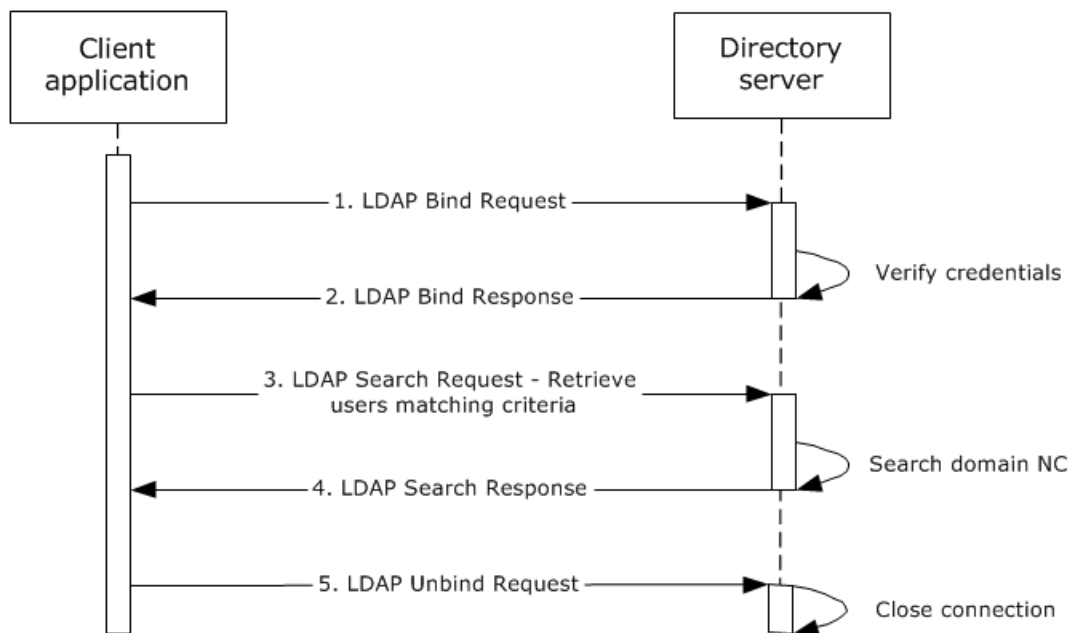 Client
application
Directory
server
1. LDAP Bind Request
Verify credentials
2. LDAP Bind Response
3. LDAP Search Request - Retrieve
users matching criteria
Search domain NC
4. LDAP Search Response
5. LDAP Unbind Request
Close connection